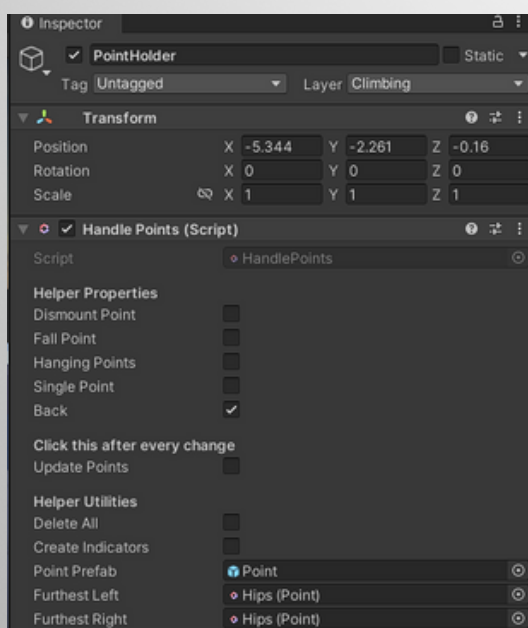 Inspector
PointHolder Static
Tag Untagged Layer Climbing
Transform
Position X -5.344 Y -2.261 Z -0.16
Rotation X 0 Y 0 Z 0
Scale X 1 Y 1 Z 1
Handle Points (Script)
Script HandlePoints
Helper Properties
Dismount Point
Fall Point
Hanging Points
Single Point
Back
Click this after every change
Update Points
Helper Utilities
Delete All
Create Indicators
Point Prefab Point
Furthest Left Hips (Point)
Furthest Right Hips (Point)